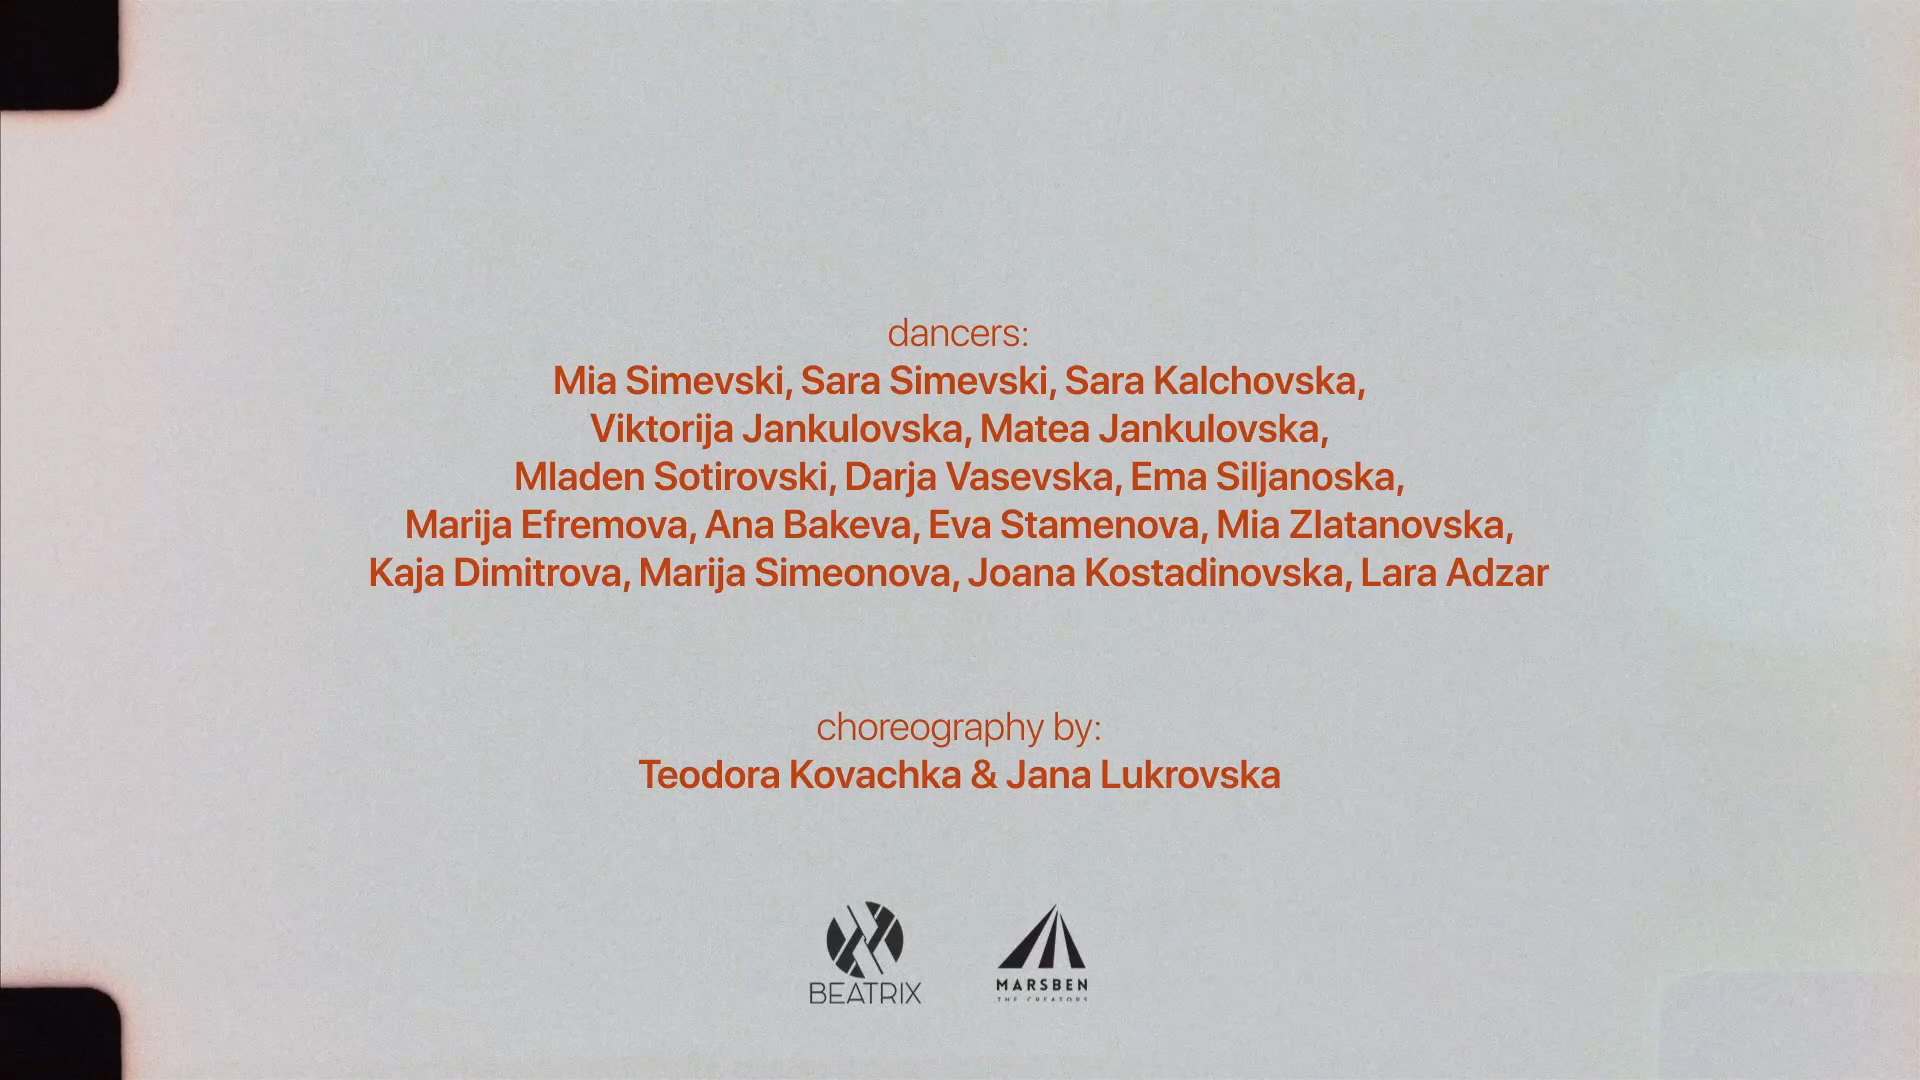 dancers:
Mia Simevski, Sara Simevski, Sara Kalchovska,
Viktorija Jankulovska, Matea Jankulovska,
Mladen Sotirovski, Darja Vasevska, Ema Siljanoska,
Marija Efremova, Ana Bakeva, Eva Stamenova, Mia Zlatanovska,
Kaja Dimitrova, Marija Simeonova, Joana Kostadinovska, Lara Adzar
choreography by:
Teodora Kovachka & Jana Lukrovska
BEATRIX
MARSBEN
THE CREATORS